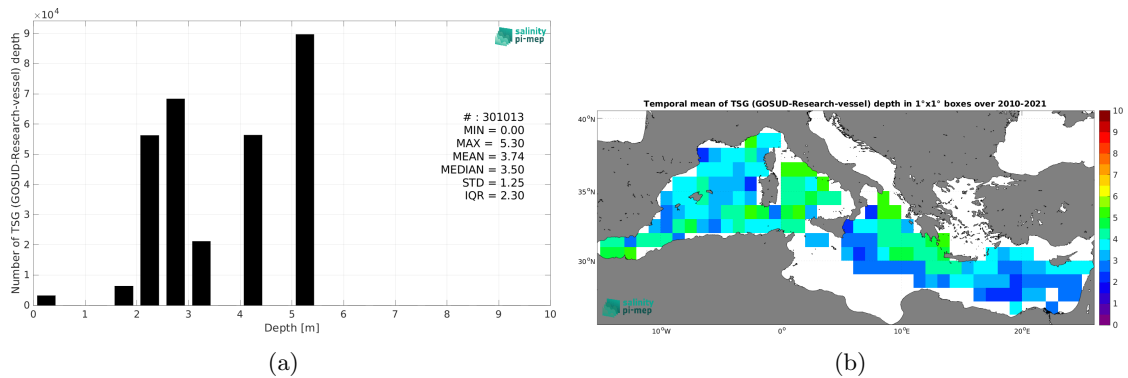 ×10⁴
9
8
7
6
5
4
3
2
1
0
Number of TSG (GOSUD-Research-vessel) depth
salinity
pi-mep
# : 301013
MIN = 0.00
MAX = 5.30
MEAN = 3.74
MEDIAN = 3.50
STD = 1.25
IQR = 2.30
0 1 2 3 4 5 6 7 8 9 10
Depth [m]
(a)
Temporal mean of TSG (GOSUD-Research-vessel) depth in 1°x1° boxes over 2010-2021
40°N
35°N
30°N
10°W 0° 10°E 20°E
salinity
pi-mep
10
9
8
7
6
5
4
3
2
1
0
(b)